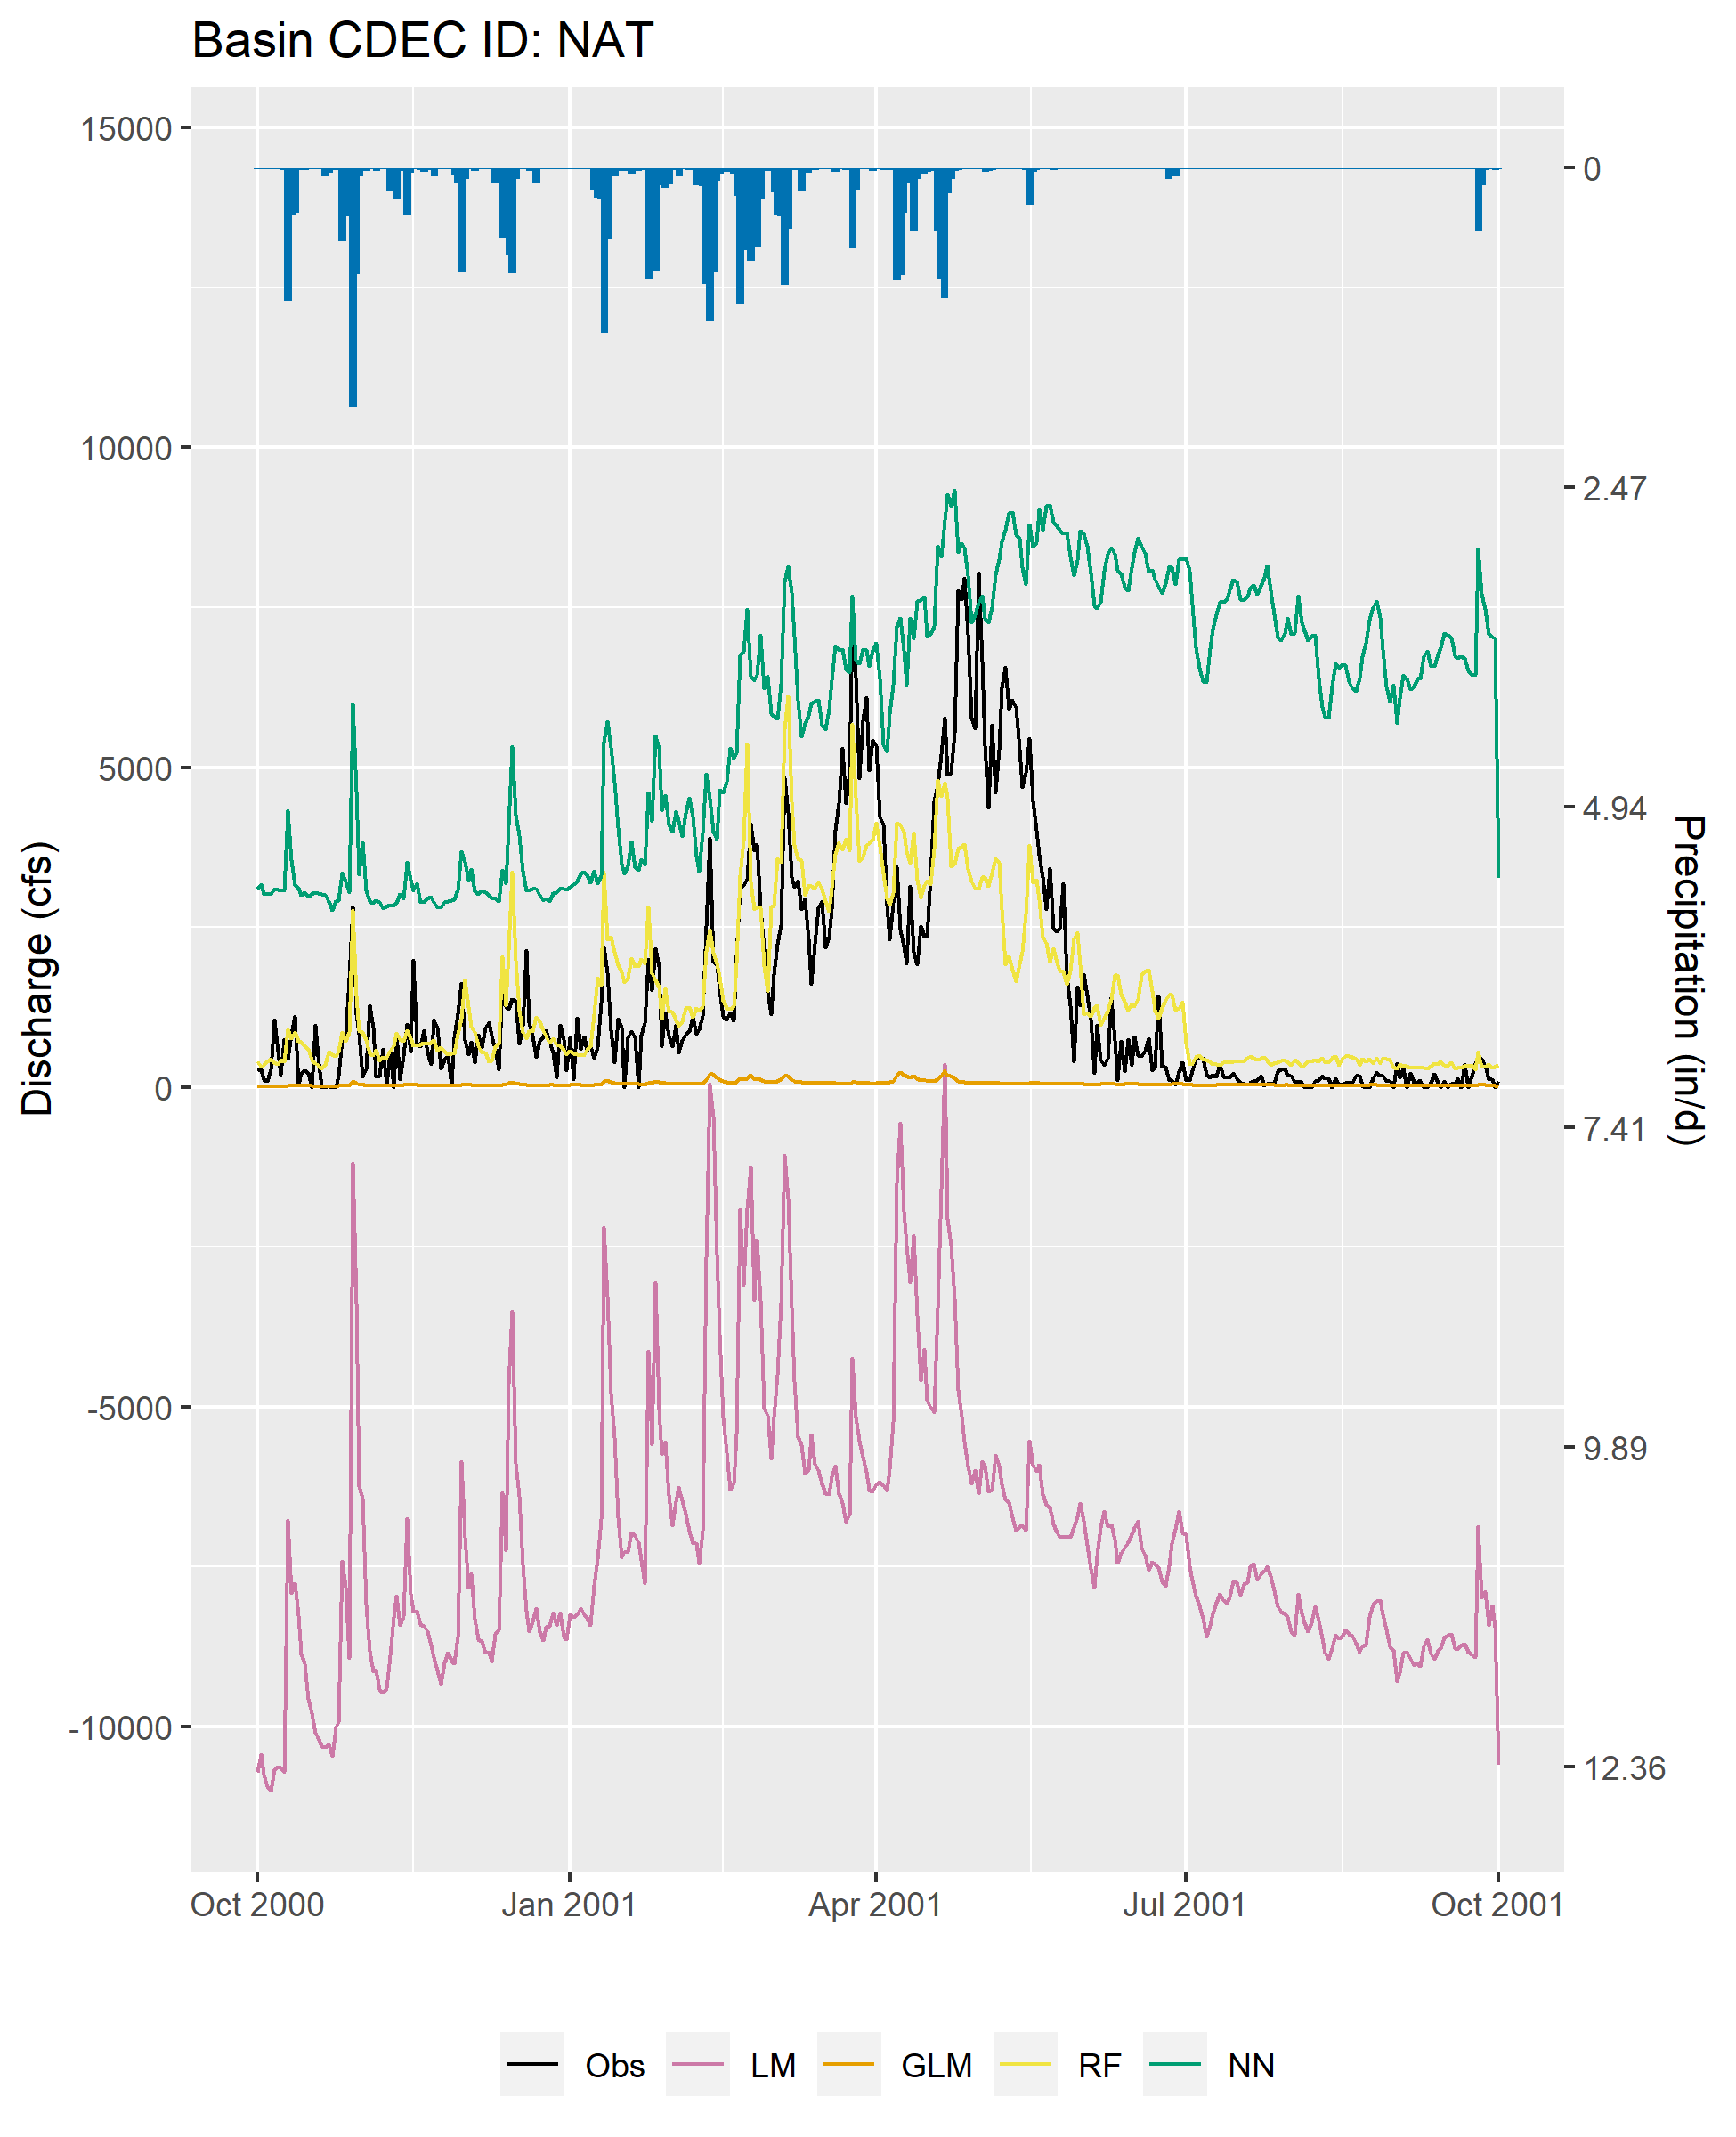 Basin CDEC ID: NAT
15000
10000
5000
0
-5000
-10000
Discharge (cfs)
0
2.47
4.94
7.41
9.89
12.36
Precipitation (in/d)
Oct 2000 Jan 2001 Apr 2001 Jul 2001 Oct 2001
Obs LM GLM RF NN